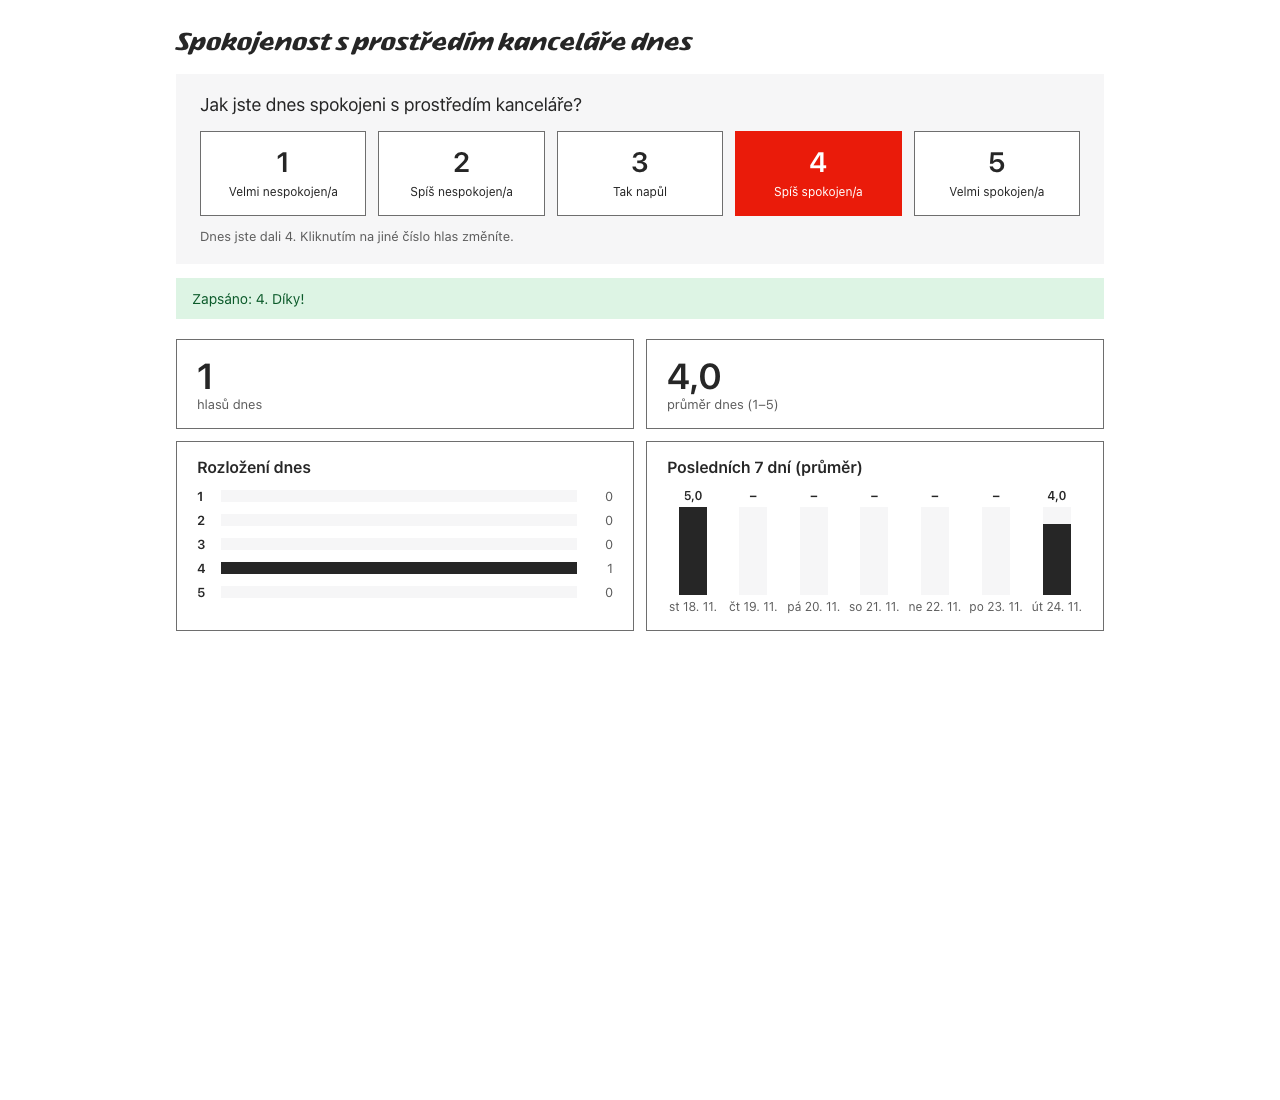 Spokojenost s prostředím kanceláře dnes
Jak jste dnes spokojeni s prostředím kanceláře?
1
Velmi nespokojen/a
2
Spíš nespokojen/a
3
Tak napůl
4
Spíš spokojen/a
5
Velmi spokojen/a
Dnes jste dali 4. Kliknutím na jiné číslo hlas změníte.
Zapsáno: 4. Díky!
1
hlasů dnes
4,0
průměr dnes (1–5)
Rozložení dnes
1 0
2 0
3 0
4 1
5 0
Posledních 7 dní (průměr)
5,0 – – – – – 4,0
st 18. 11. čt 19. 11. pá 20. 11. so 21. 11. ne 22. 11. po 23. 11. út 24. 11.